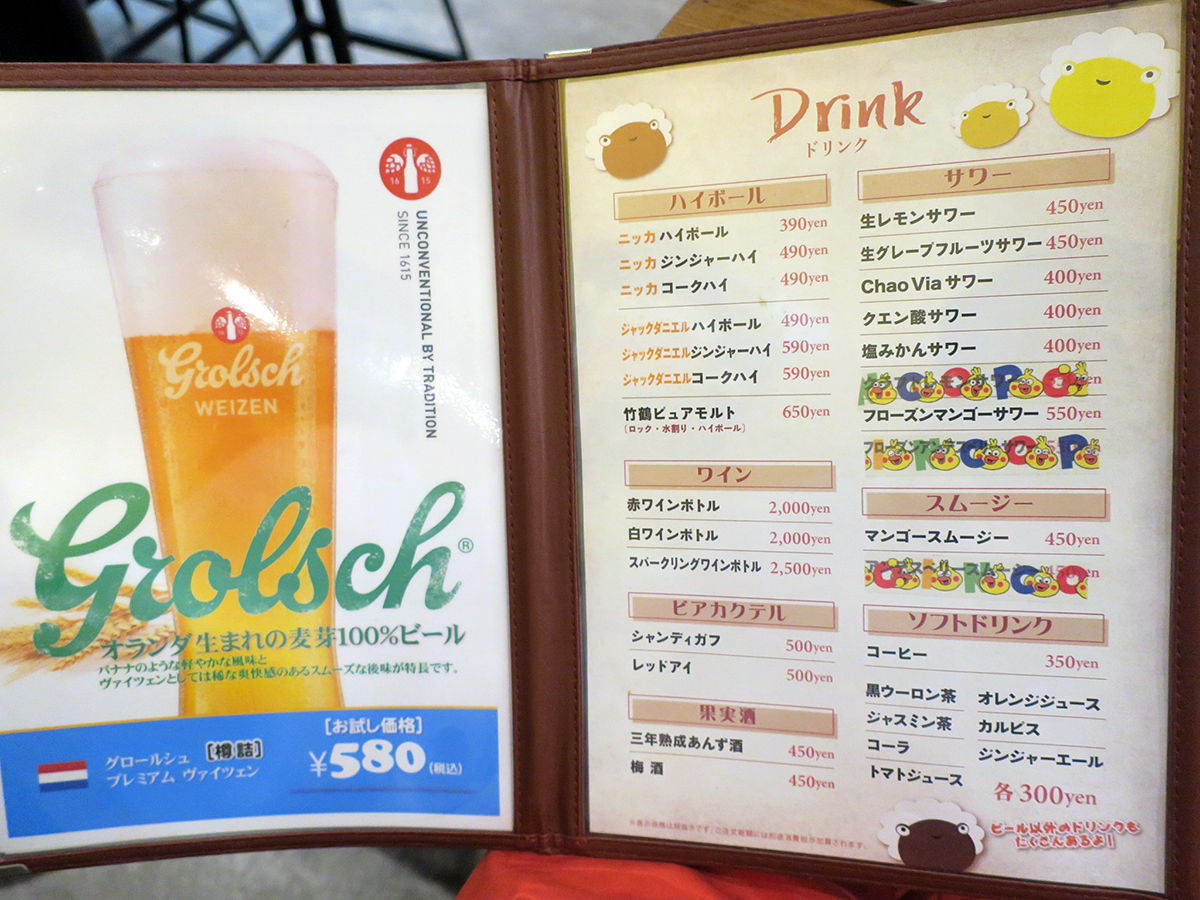 16 15
UNCONVENTIONAL BY TRADITION
SINCE 1615
Grolsch
WEIZEN
Grolsch®
オランダ生まれの麦芽100%ビール
バナナのような軽やかな風味と
ヴァイツェンとしては稀な爽快感のあるスムーズな後味が特長です。
グロールシュ [樽詰]
プレミアム ヴァイツェン
[お試し価格]
¥580(税込)
Drink
ドリンク
ハイボール
ニッカ ハイボール 390yen
ニッカ ジンジャーハイ 490yen
ニッカ コークハイ 490yen
ジャックダニエル ハイボール 490yen
ジャックダニエル ジンジャーハイ 590yen
ジャックダニエル コークハイ 590yen
竹鶴ピュアモルト 650yen
［ロック・水割り・ハイボール］
ワイン
赤ワインボトル 2,000yen
白ワインボトル 2,000yen
スパークリングワインボトル 2,500yen
ビアカクテル
シャンディガフ 500yen
レッドアイ 500yen
果実酒
三年熟成あんず酒 450yen
梅酒 450yen
サワー
生レモンサワー 450yen
生グレープフルーツサワー 450yen
Chao Via サワー 400yen
クエン酸サワー 400yen
塩みかんサワー 400yen
フローズンマンゴーサワー 550yen
スムージー
マンゴースムージー 450yen
ソフトドリンク
コーヒー 350yen
黒ウーロン茶 オレンジジュース
ジャスミン茶 カルピス
コーラ ジンジャーエール
トマトジュース
各 300yen
ビール以外のドリンクも
たくさんあるよ!